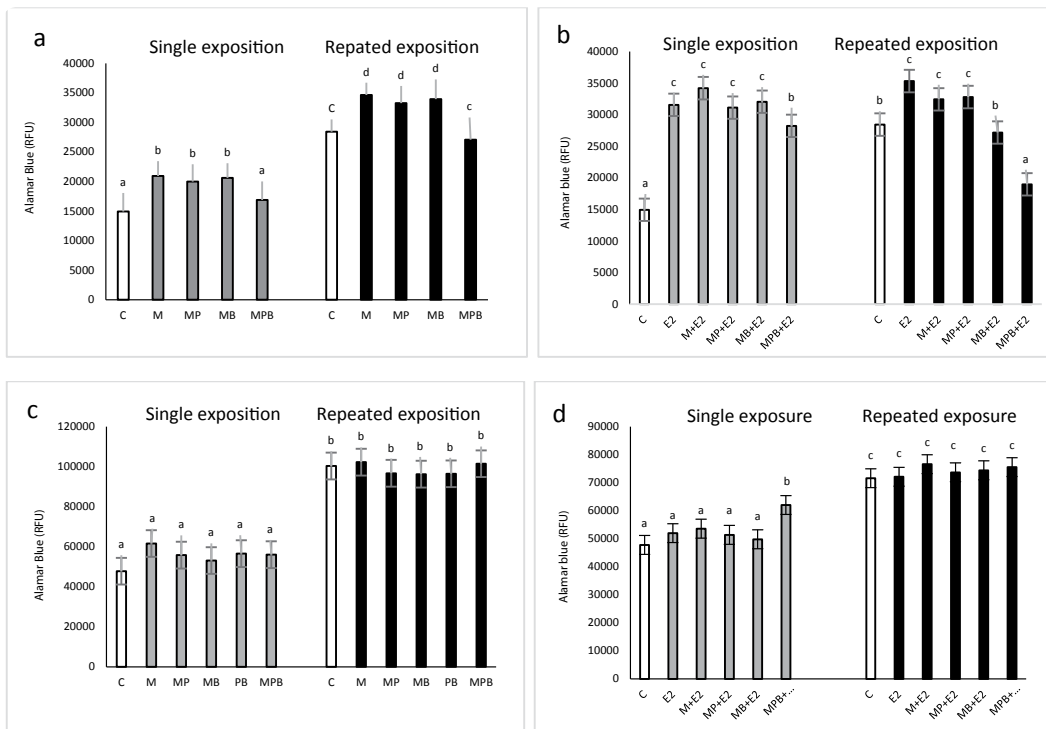 a
Single exposition Repated exposition
40000
35000
30000
25000
20000
15000
10000
5000
0
Alamar Blue (RFU)
a b b b a C d d d c
C M MP MB MPB C M MP MB MPB
b
Single exposition Repeated exposition
40000
35000
30000
25000
20000
15000
10000
5000
0
Alamar blue (RFU)
a c c c c b b c c c b a
C E2 M+E2 MP+E2 MB+E2 MPB+E2 C E2 M+E2 MP+E2 MB+E2 MPB+E2
c
Single exposition Repeated exposition
120000
100000
80000
60000
40000
20000
0
Alamar Blue (RFU)
a a a a a a b b b b b b
C M MP MB PB MPB C M MP MB PB MPB
d
Single exposure Repeated exposure
90000
80000
70000
60000
50000
40000
30000
20000
10000
0
Alamar blue (RFU)
a a a a a b c c c c c c
C E2 M+E2 MP+E2 MB+E2 MPB+... C E2 M+E2 MP+E2 MB+E2 MPB+...